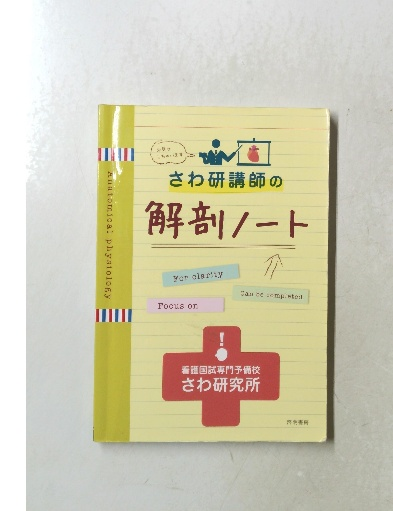 さわ研講師の
解剖ノート
For clarity
Can be completed
Focus on
!
看護国試専門予備校
さわ研究所
Anatomical physiology